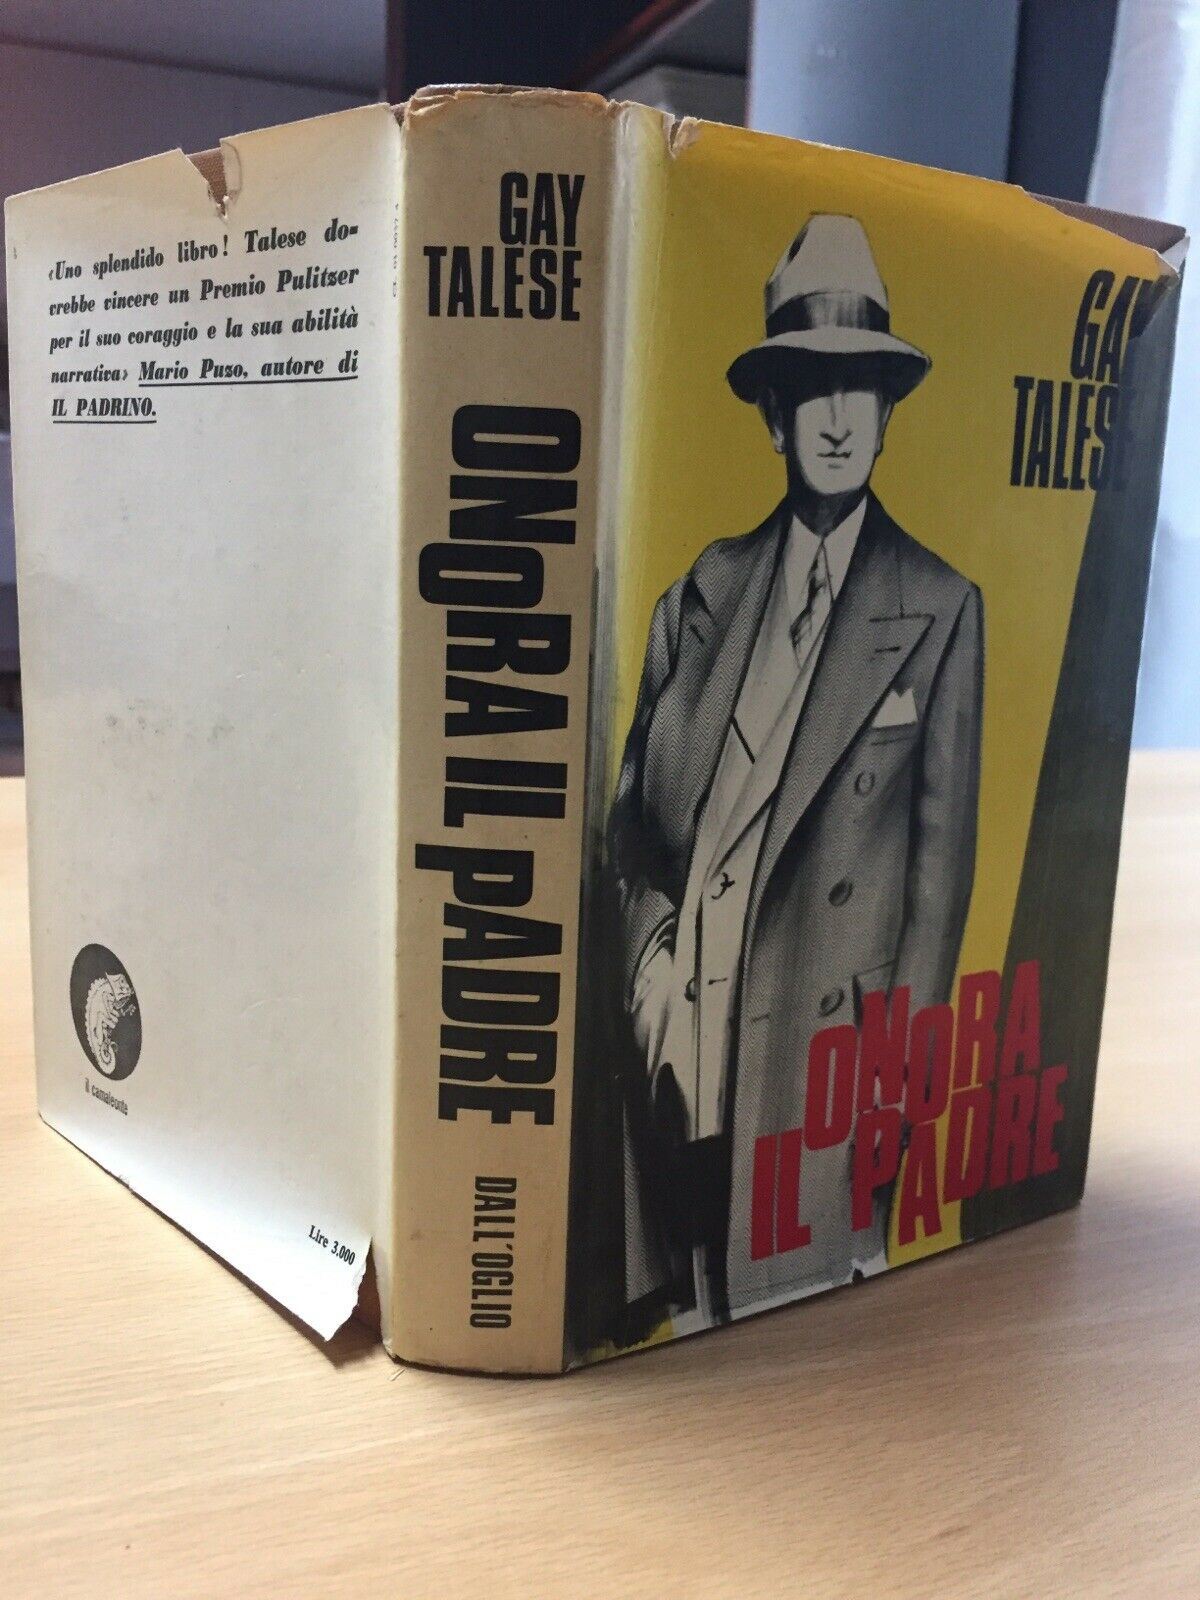 «Uno splendido libro! Talese do-
vrebbe vincere un Premio Pulitzer
per il suo coraggio e la sua abilità
narrativa» Mario Puzo, autore di
IL PADRINO.
il camaleonte
Lire 3.000
GAY
TALESE
ONORA IL PADRE
DALL'OGLIO
GAY
TALESE
ONORA
IL PADRE